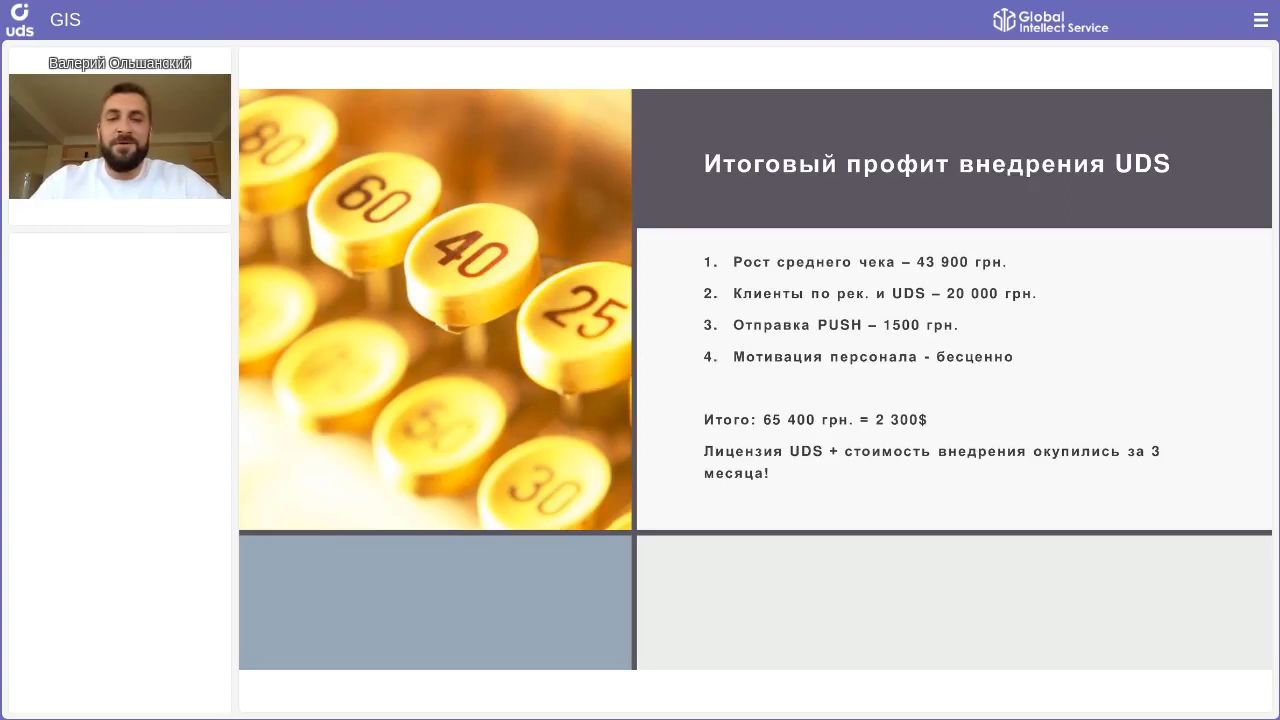 uds
GIS
Global
Intellect Service
Валерий Ольшанский
80
60
40
25
30
Итоговый профит внедрения UDS
1. Рост среднего чека – 43 900 грн.
2. Клиенты по рек. и UDS – 20 000 грн.
3. Отправка PUSH – 1500 грн.
4. Мотивация персонала - бесценно
Итого: 65 400 грн. = 2 300$
Лицензия UDS + стоимость внедрения окупились за 3
месяца!